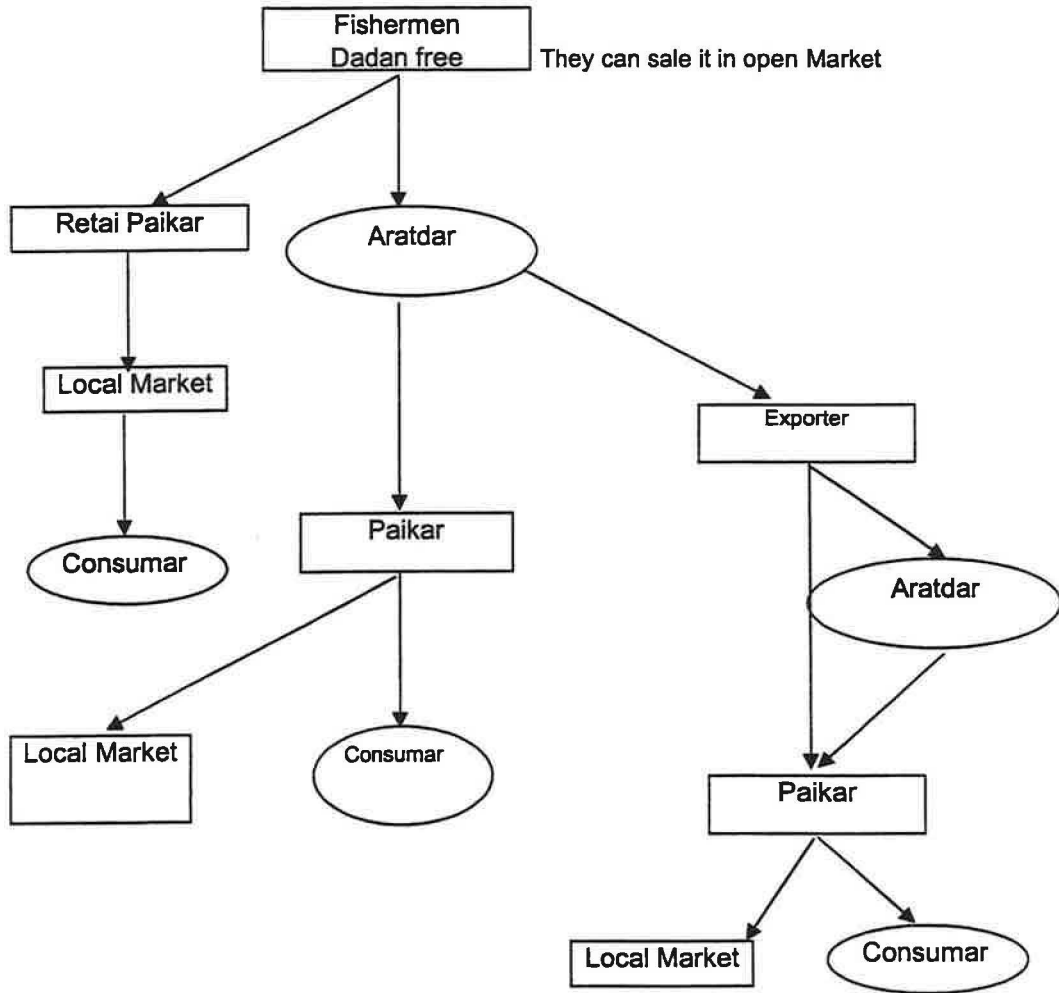 Fishermen
Dadan free
They can sale it in open Market
Retai Paikar
Aratdar
Local Market
Exporter
Paikar
Consumar
Aratdar
Local Market
Consumar
Paikar
Local Market
Consumar